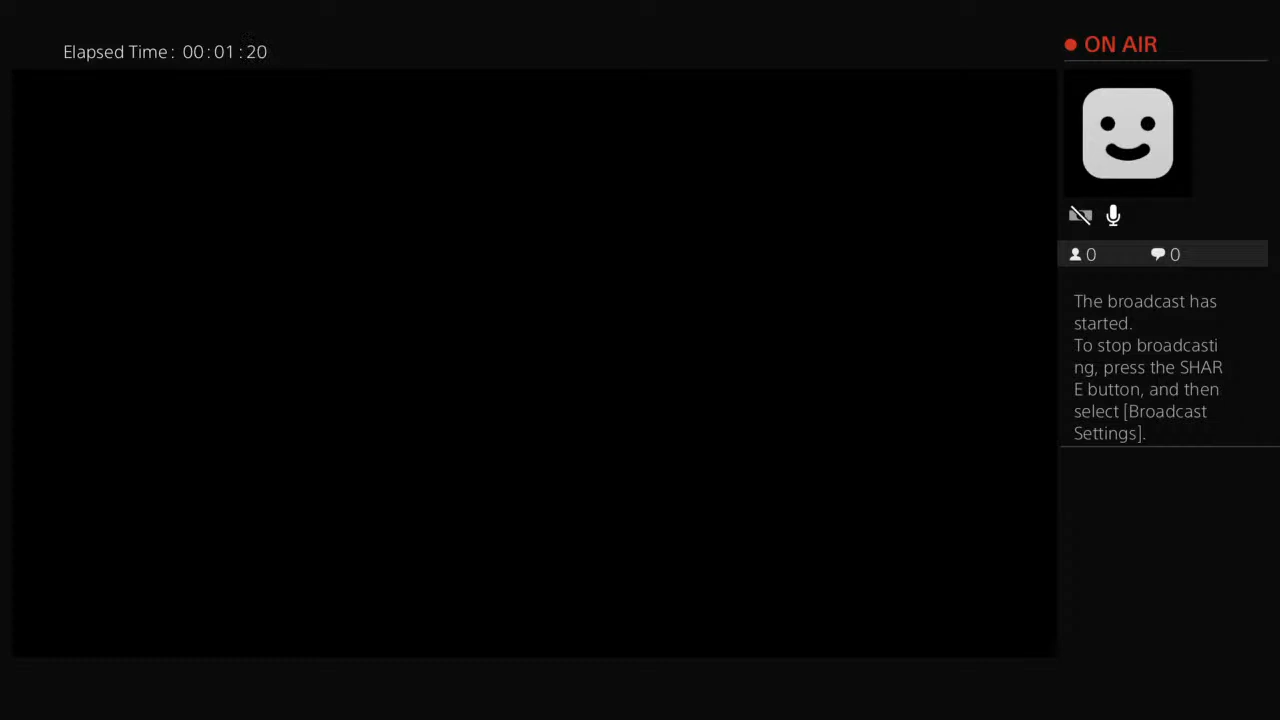 Elapsed Time: 00:01:20
ON AIR
0 0
The broadcast has
started.
To stop broadcasti
ng, press the SHAR
E button, and then
select [Broadcast
Settings].